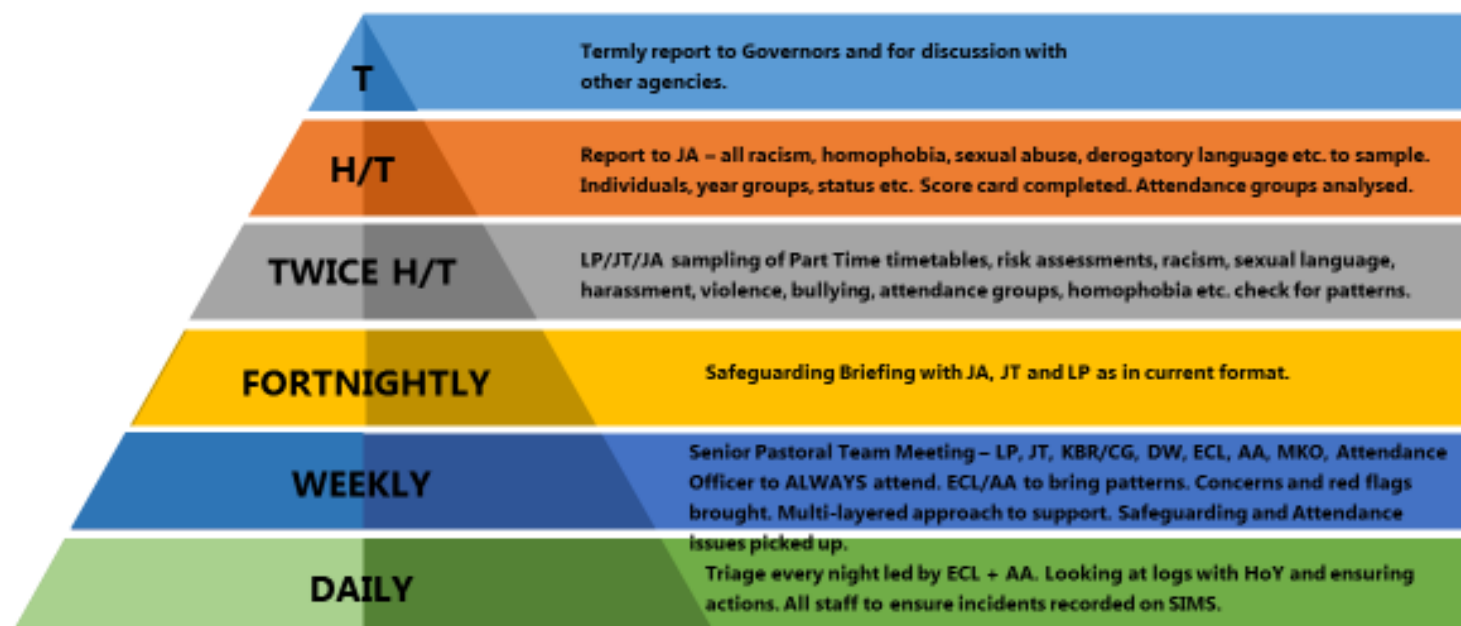 T
Termly report to Governors and for discussion with
other agencies.
H/T
Report to JA – all racism, homophobia, sexual abuse, derogatory language etc. to sample.
Individuals, year groups, status etc. Score card completed. Attendance groups analysed.
TWICE H/T
LP/JT/JA sampling of Part Time timetables, risk assessments, racism, sexual language,
harassment, violence, bullying, attendance groups, homophobia etc. check for patterns.
FORTNIGHTLY
Safeguarding Briefing with JA, JT and LP as in current format.
WEEKLY
Senior Pastoral Team Meeting – LP, JT, KBR/CG, DW, ECL, AA, MKO, Attendance
Officer to ALWAYS attend. ECL/AA to bring patterns. Concerns and red flags
brought. Multi-layered approach to support. Safeguarding and Attendance
issues picked up.
DAILY
Triage every night led by ECL + AA. Looking at logs with HoY and ensuring
actions. All staff to ensure incidents recorded on SIMS.